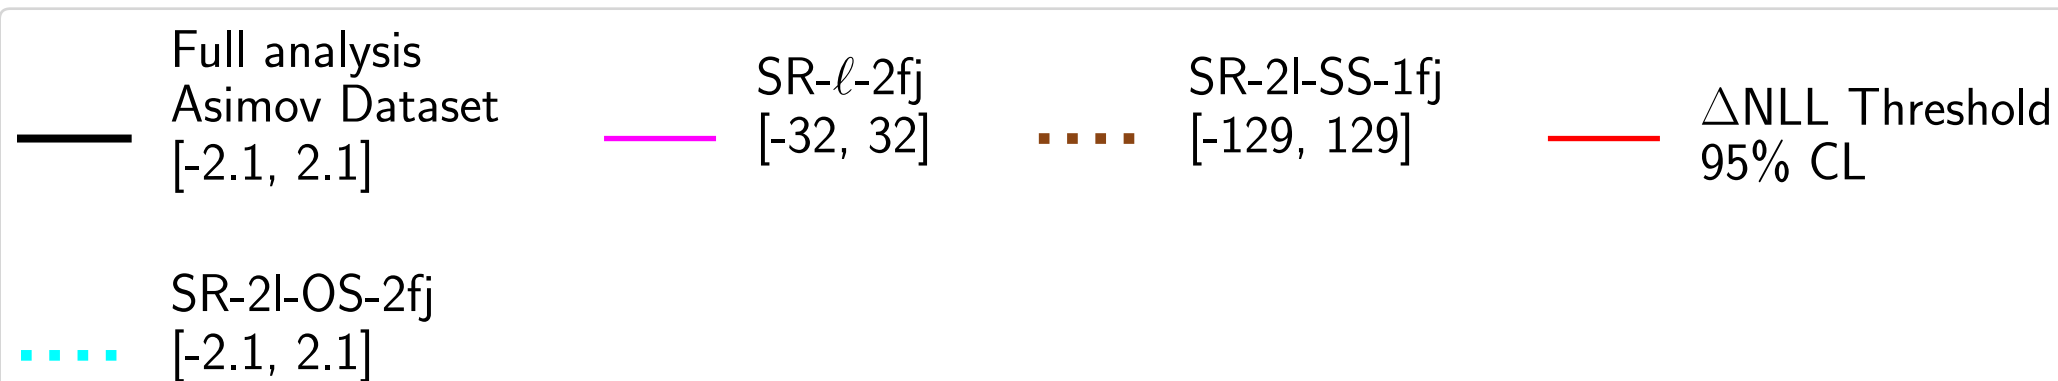 Full analysis
Asimov Dataset
[-2.1, 2.1]
SR-ℓ-2fj
[-32, 32]
SR-2l-SS-1fj
[-129, 129]
ΔNLL Threshold
95% CL
SR-2l-OS-2fj
[-2.1, 2.1]